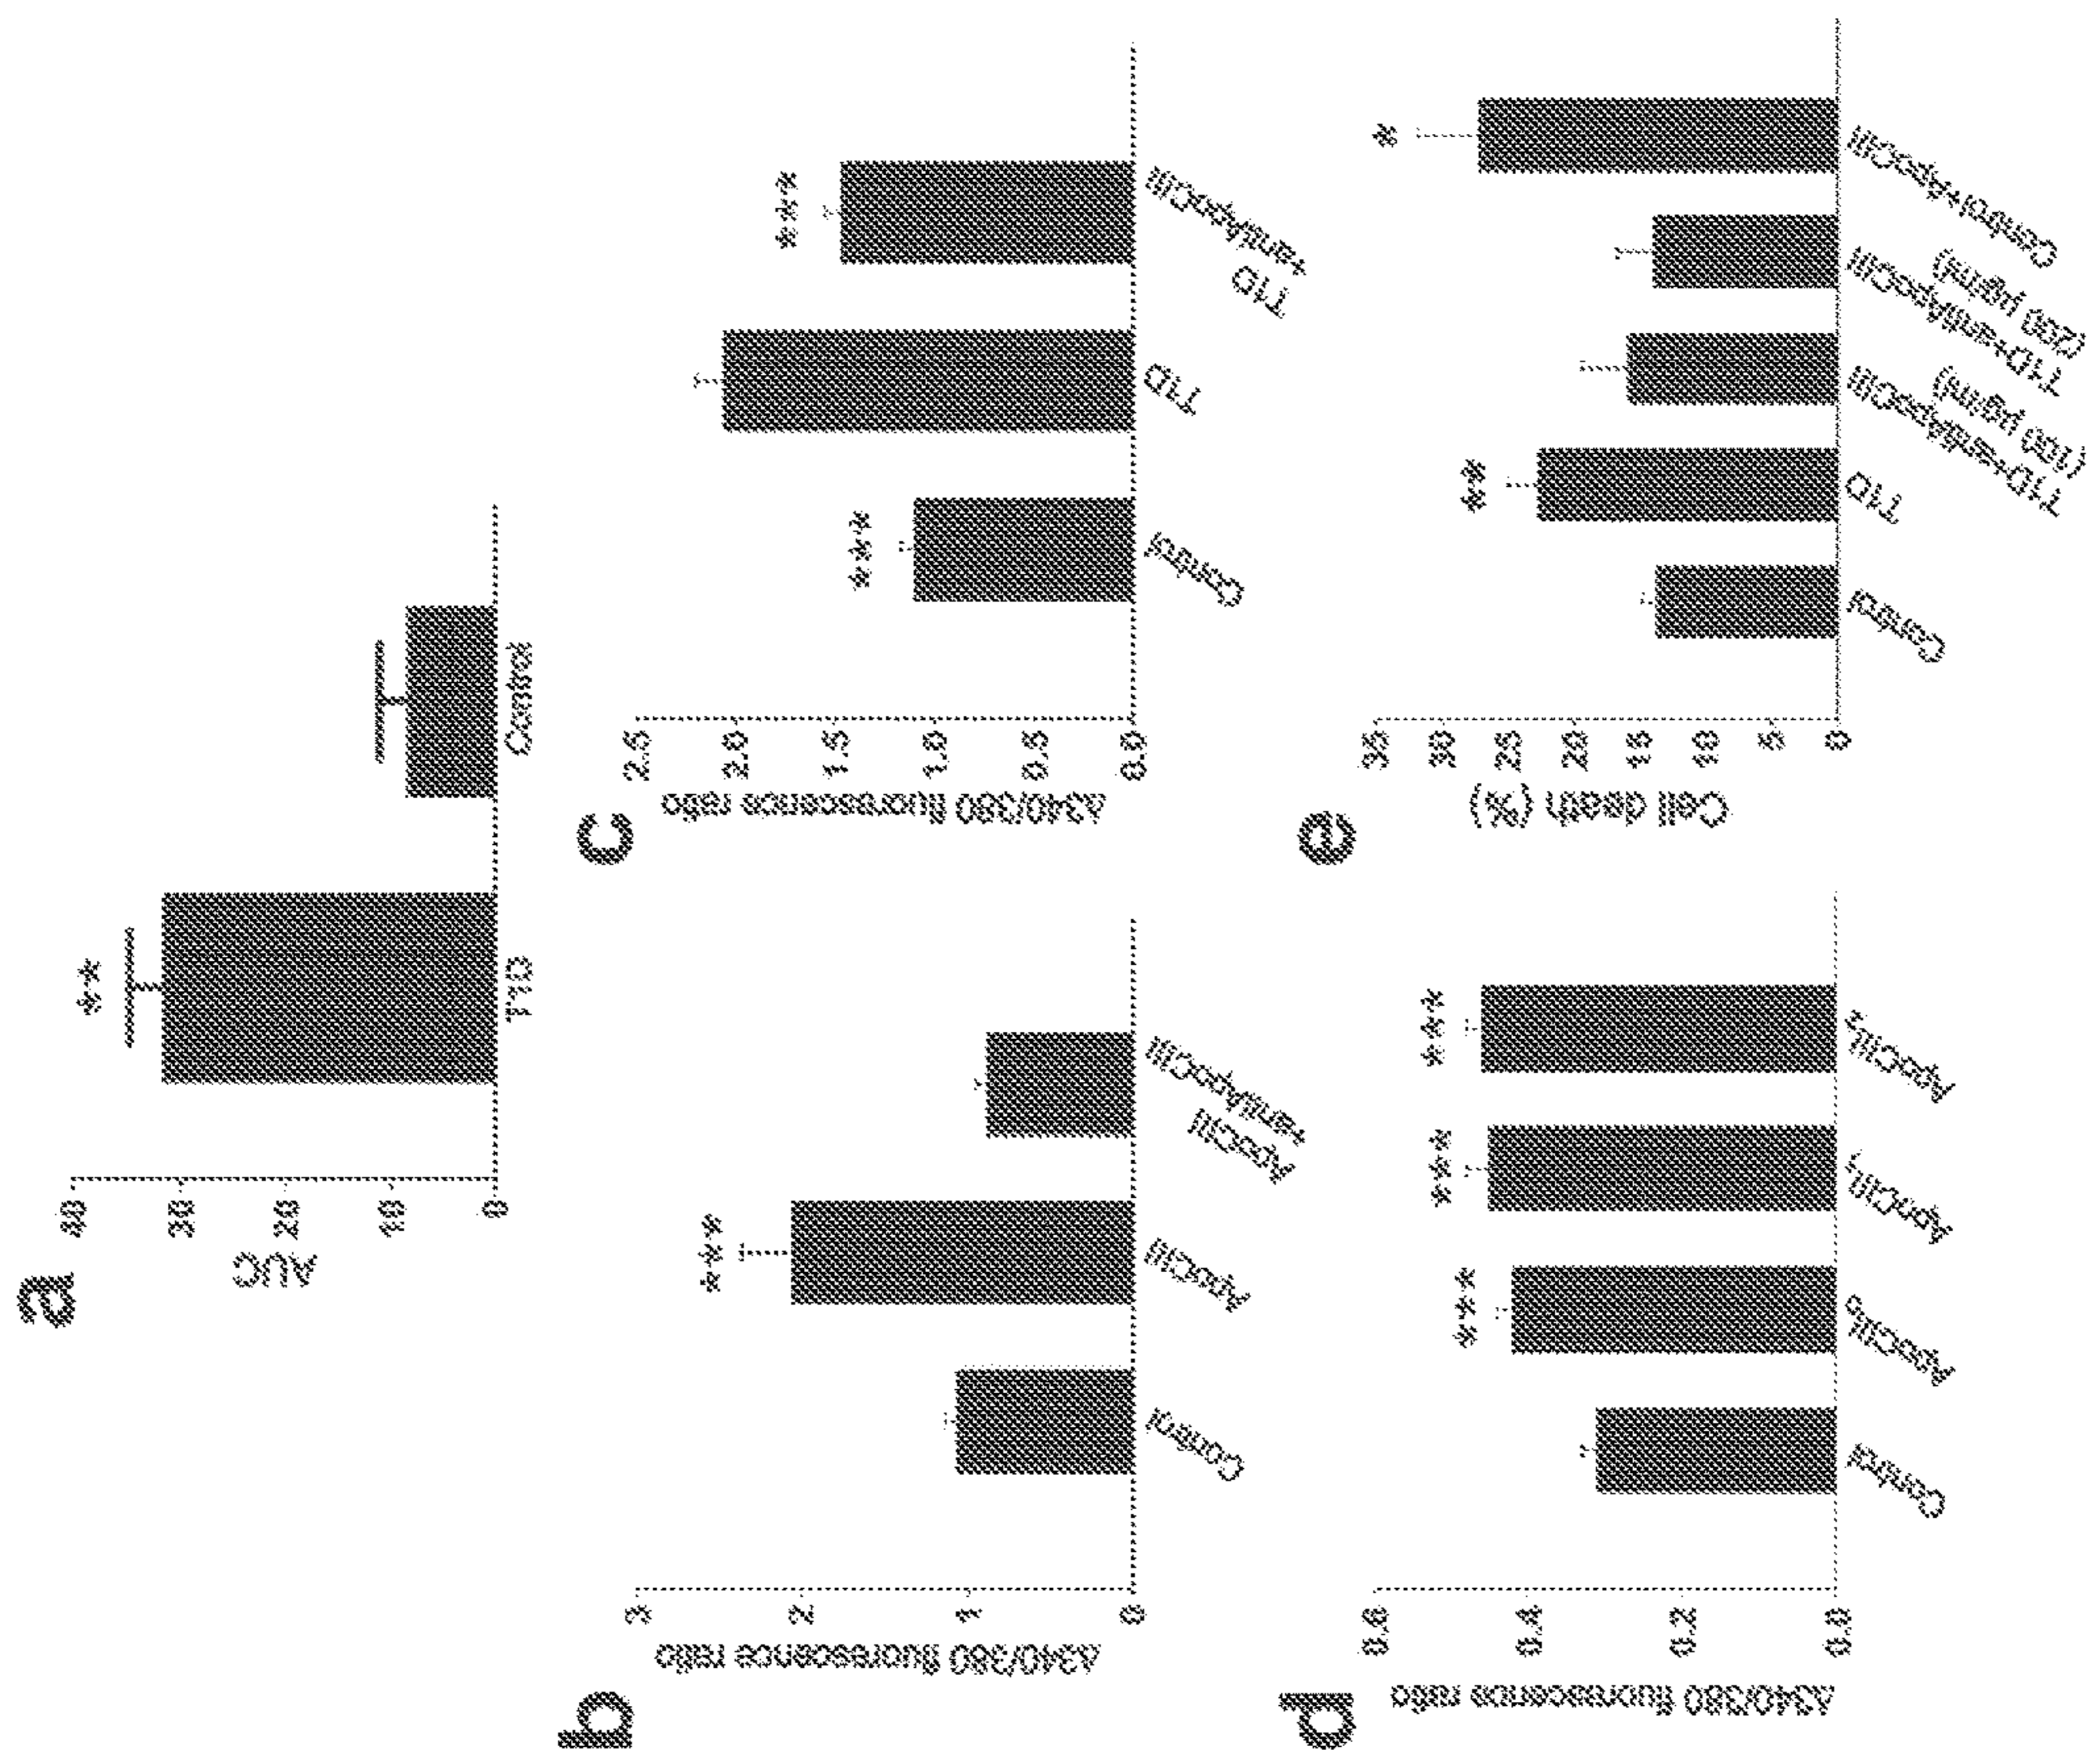 a
AUC
40
30
20
10
0
**
T1D
Control
b
Δ340/380 fluorescence ratio
3
2
1
0
***
Control
ApoCIII
ApoCIII
+antiApoCIII
c
Δ340/380 fluorescence ratio
2.5
2.0
1.5
1.0
0.5
0.0
***
***
Control
T1D
T1D
+antiApoCIII
d
Δ340/380 fluorescence ratio
0.6
0.4
0.2
0.0
***
***
***
Control
ApoCIII₀
ApoCIII₁
ApoCIII₂
e
Cell death (%)
35
30
25
20
15
10
5
0
**
*
Control
T1D
T1D+antiApoCIII
(100 µg/ml)
T1D+antiApoCIII
(200 µg/ml)
Control+ApoCIII